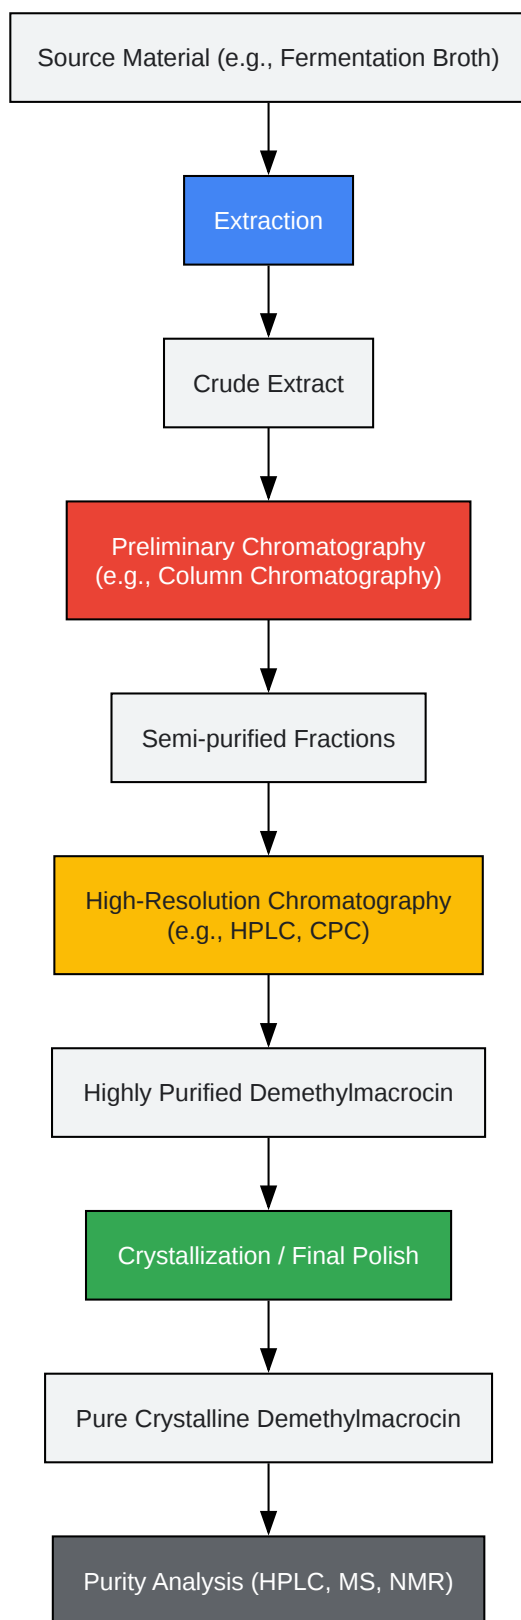 Source Material (e.g., Fermentation Broth)
Extraction
Crude Extract
Preliminary Chromatography
(e.g., Column Chromatography)
Semi-purified Fractions
High-Resolution Chromatography
(e.g., HPLC, CPC)
Highly Purified Demethylmacrocin
Crystallization / Final Polish
Pure Crystalline Demethylmacrocin
Purity Analysis (HPLC, MS, NMR)